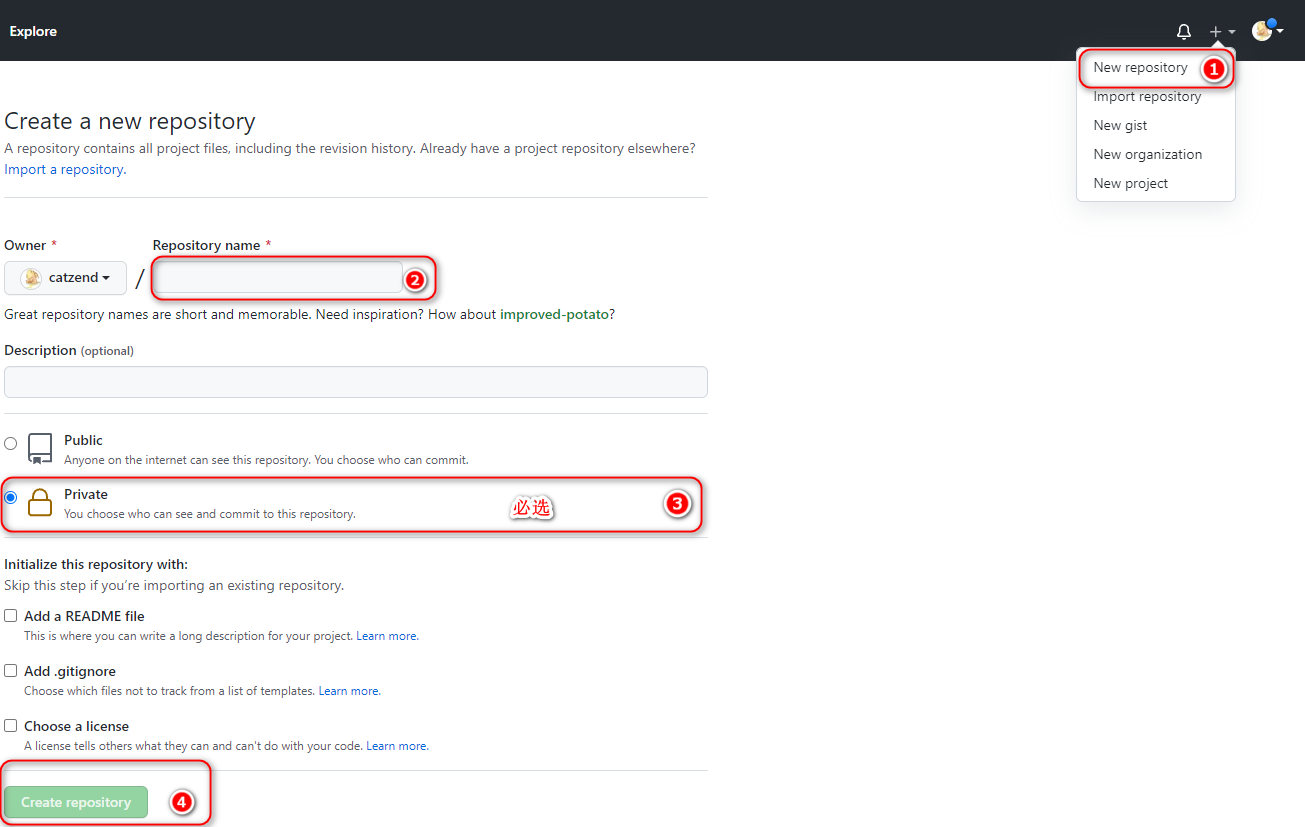 Explore
New repository 1
Import repository
New gist
New organization
New project
Create a new repository
A repository contains all project files, including the revision history. Already have a project repository elsewhere?
Import a repository.
Owner * Repository name *
catzend / 2
Great repository names are short and memorable. Need inspiration? How about improved-potato?
Description (optional)
Public
Anyone on the internet can see this repository. You choose who can commit.
Private
You choose who can see and commit to this repository.
必选 3
Initialize this repository with:
Skip this step if you're importing an existing repository.
Add a README file
This is where you can write a long description for your project. Learn more.
Add .gitignore
Choose which files not to track from a list of templates. Learn more.
Choose a license
A license tells others what they can and can't do with your code. Learn more.
Create repository 4